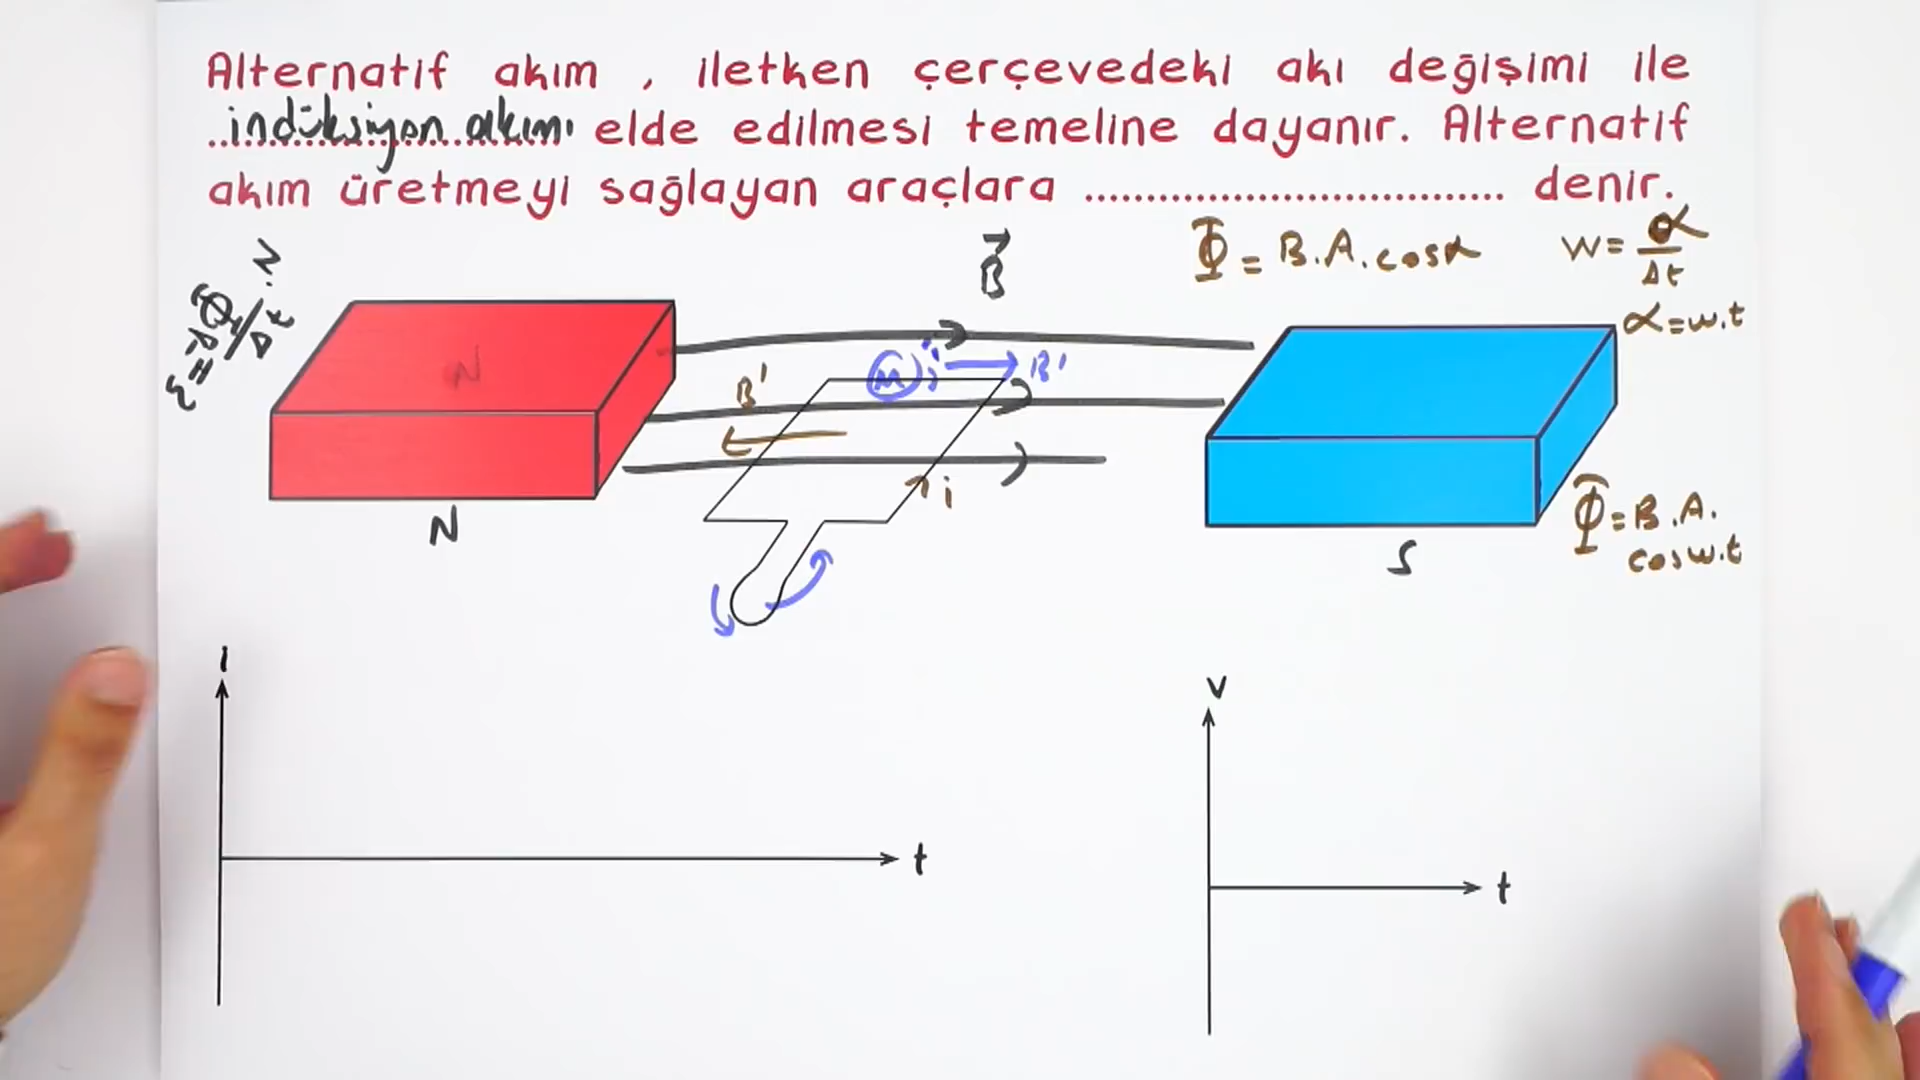 Alternatif akım , iletken çerçevedeki akı değişimi ile
indüksiyon akımı elde edilmesi temeline dayanır. Alternatif
akım üretmeyi sağlayan araçlara ................................. denir.
B
Φ = B.A.cosα
w = α/Δt
α = w.t
N
B'
i
B'
i
N
S
Φ = B.A.
cosw.t
i
t
V
t